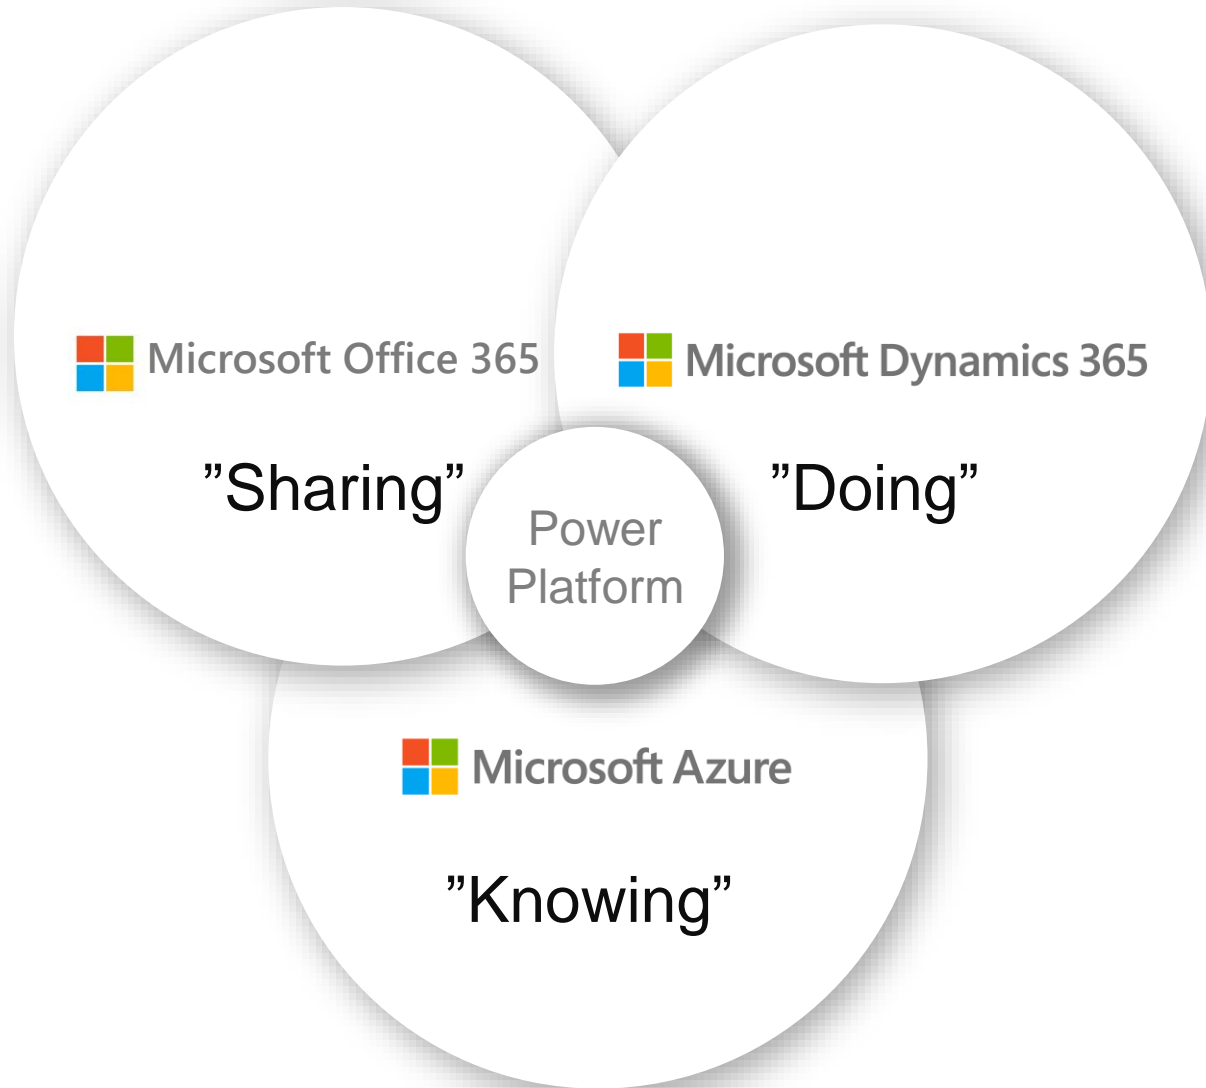 Microsoft Office 365
Microsoft Dynamics 365
”Sharing”
”Doing”
Power
Platform
Microsoft Azure
”Knowing”